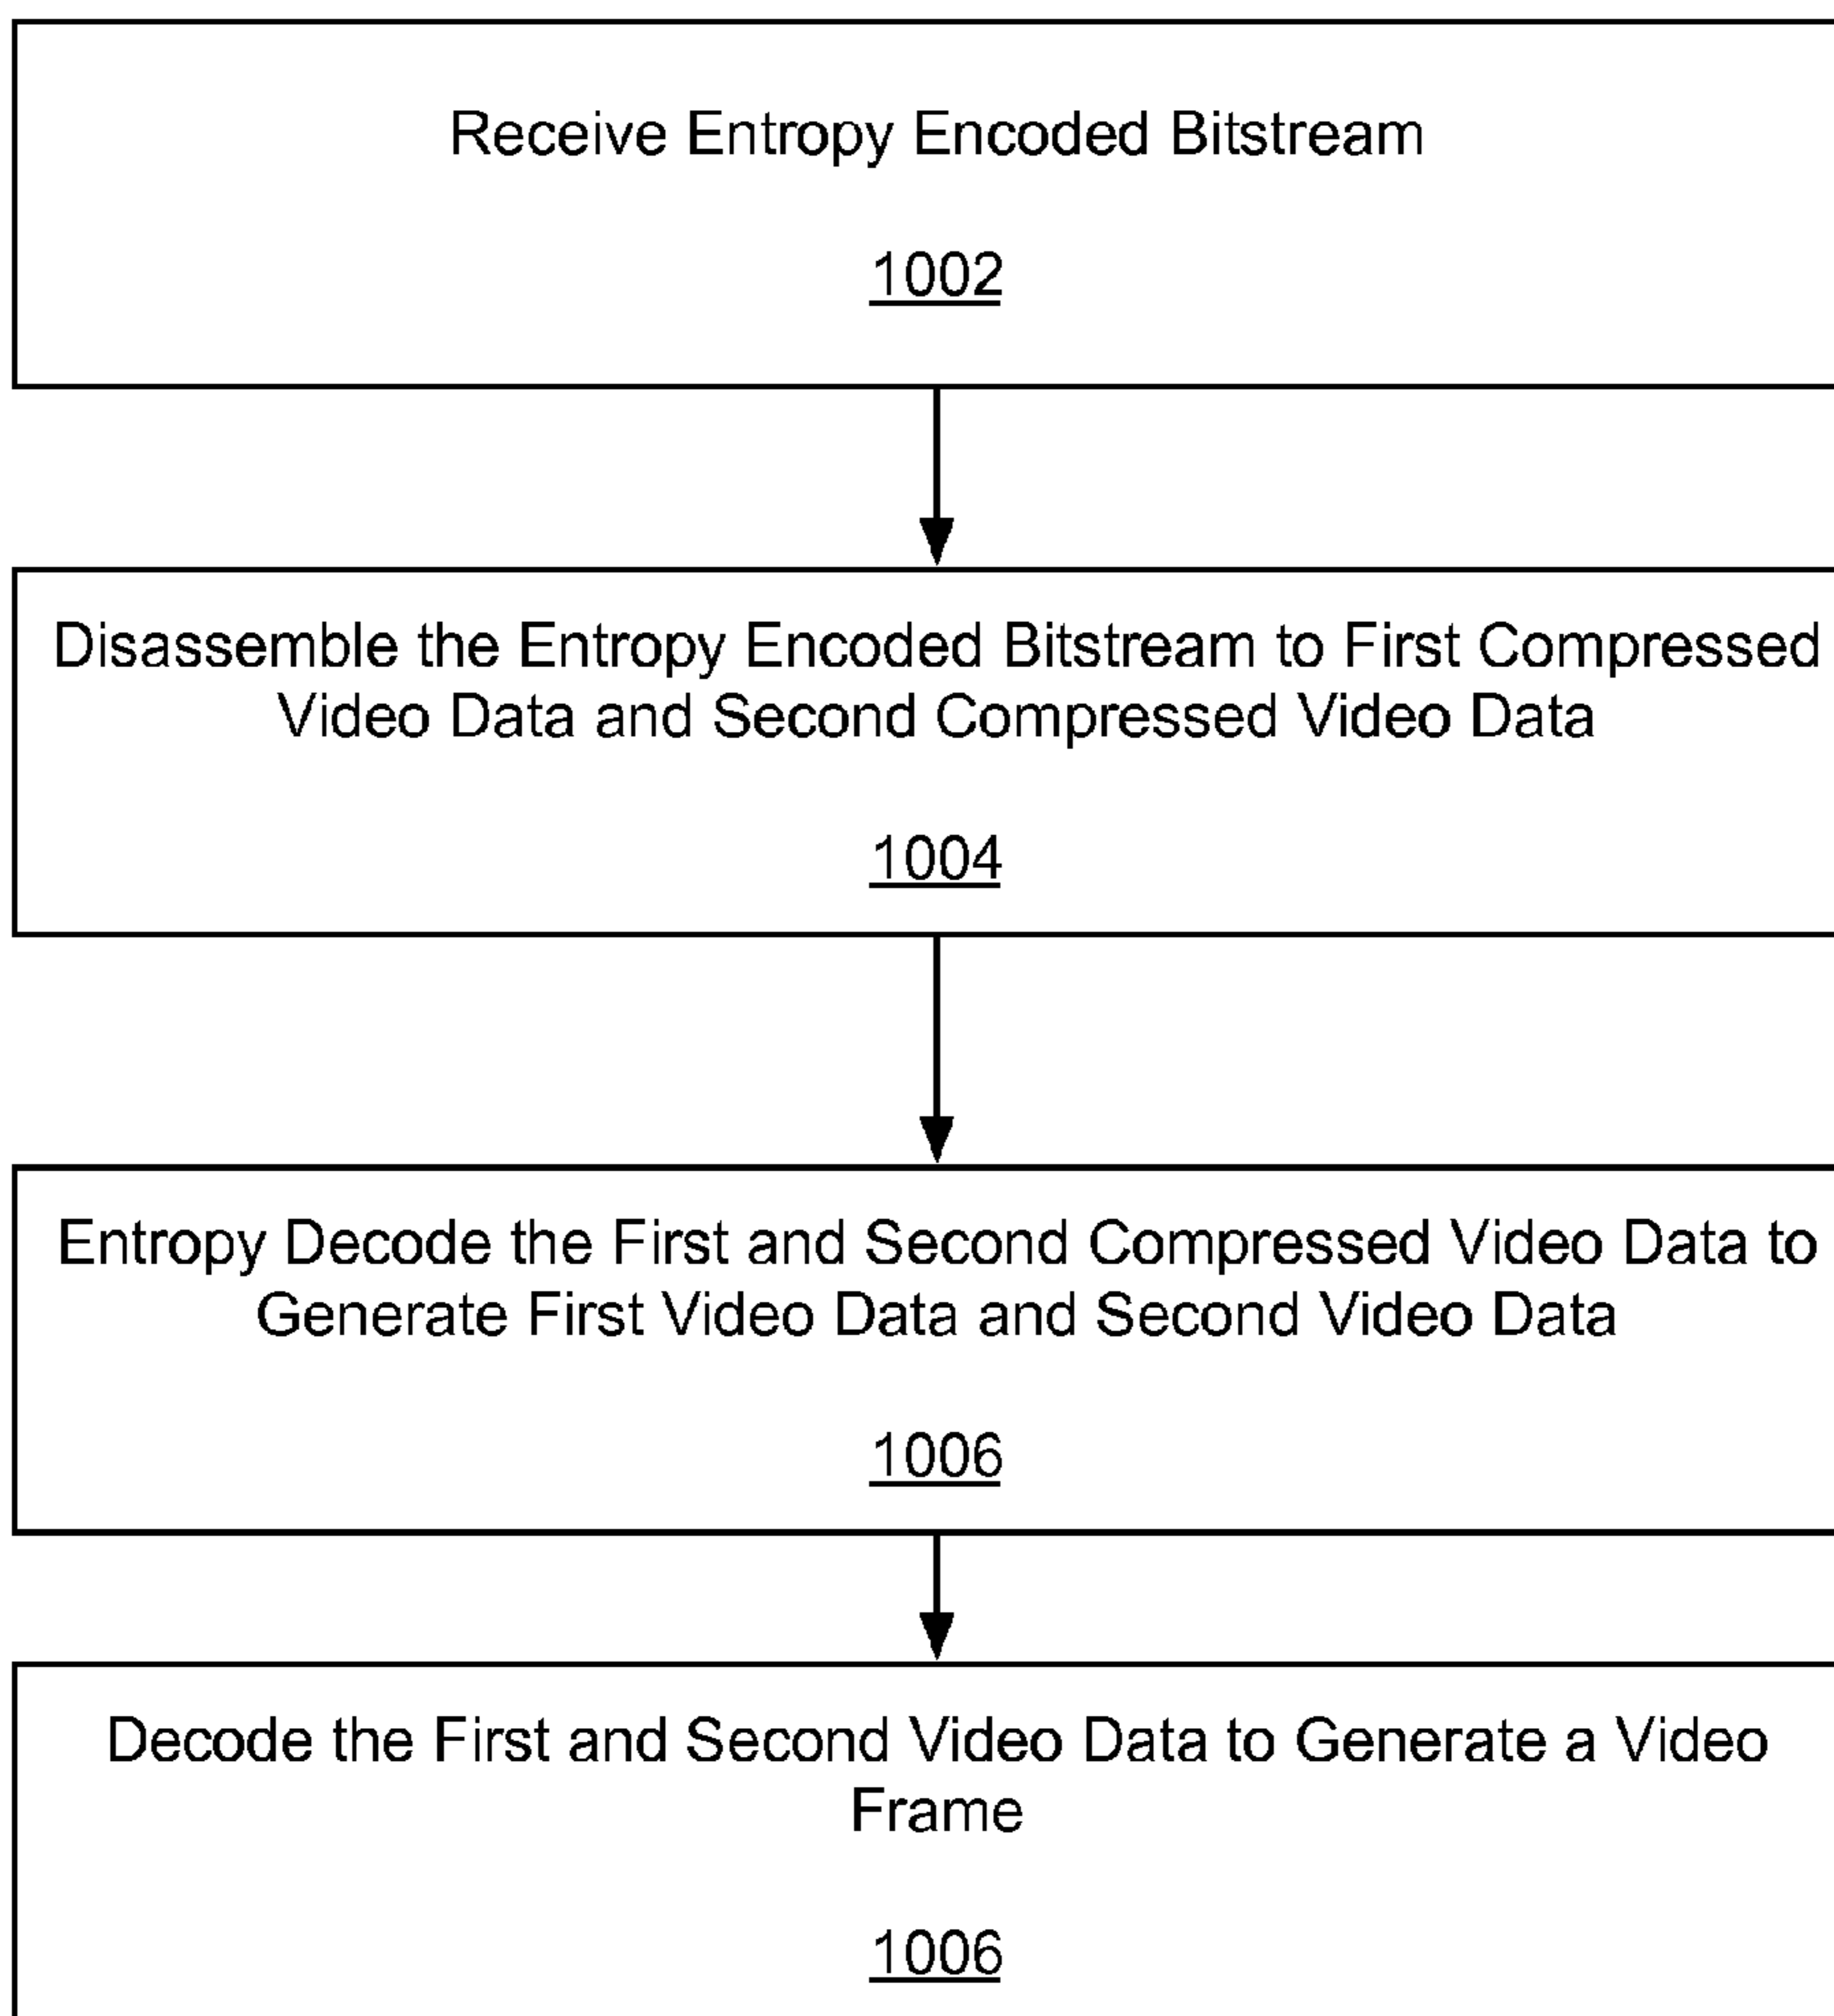 Receive Entropy Encoded Bitstream
1002
Disassemble the Entropy Encoded Bitstream to First Compressed
Video Data and Second Compressed Video Data
1004
Entropy Decode the First and Second Compressed Video Data to
Generate First Video Data and Second Video Data
1006
Decode the First and Second Video Data to Generate a Video
Frame
1006